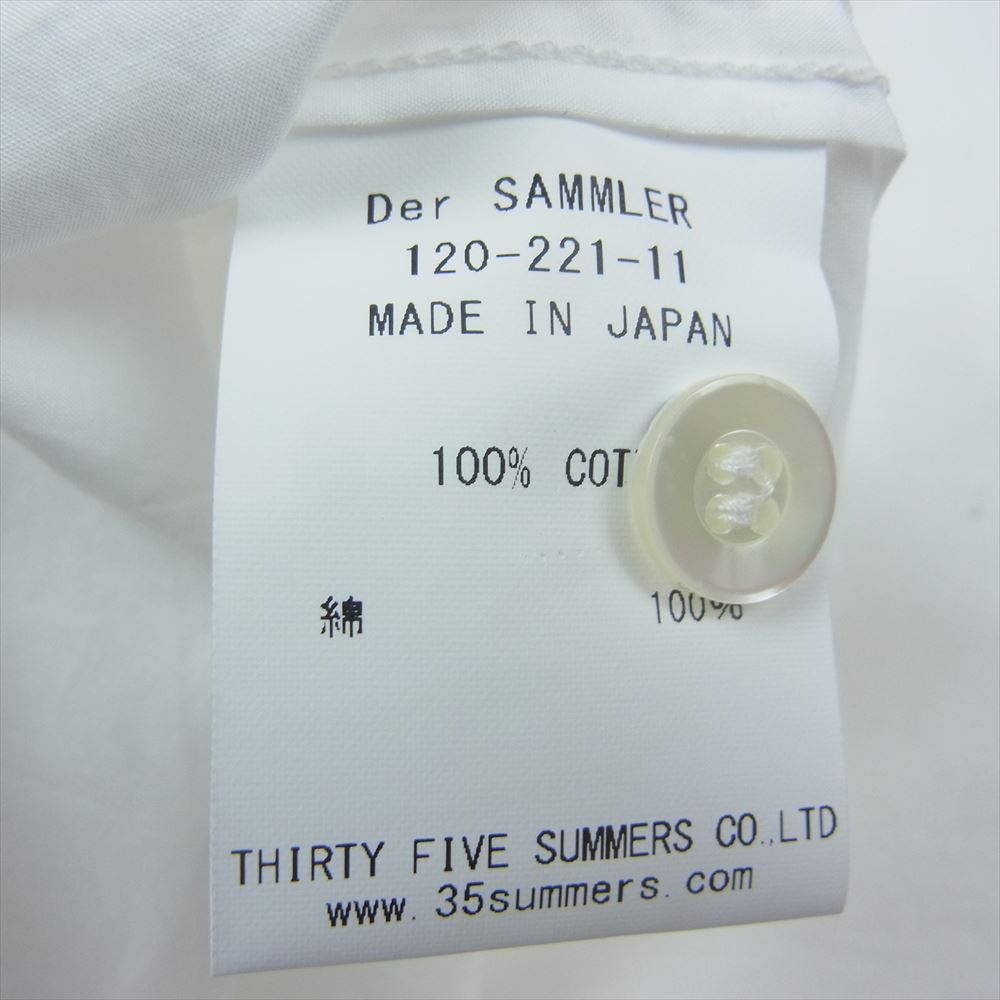 Der SAMMLER
120-221-11
MADE IN JAPAN
100%
綿 100%
THIRTY FIVE SUMMERS CO.,LTD
www.35summers.com